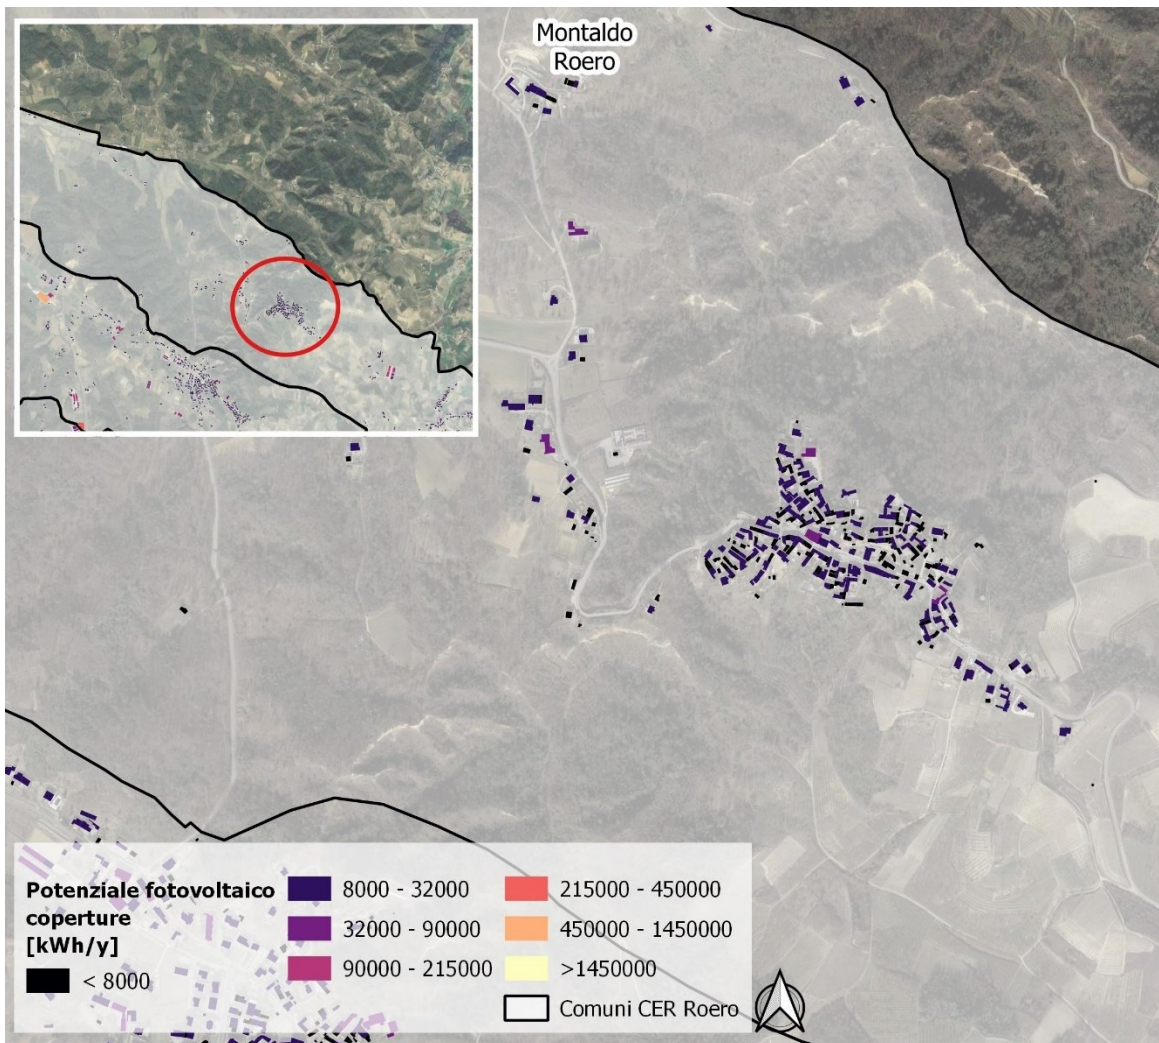 Montaldo
Roero
Potenziale fotovoltaico
coperture
[kWh/y]
< 8000
8000 - 32000
32000 - 90000
90000 - 215000
215000 - 450000
450000 - 1450000
>1450000
Comuni CER Roero